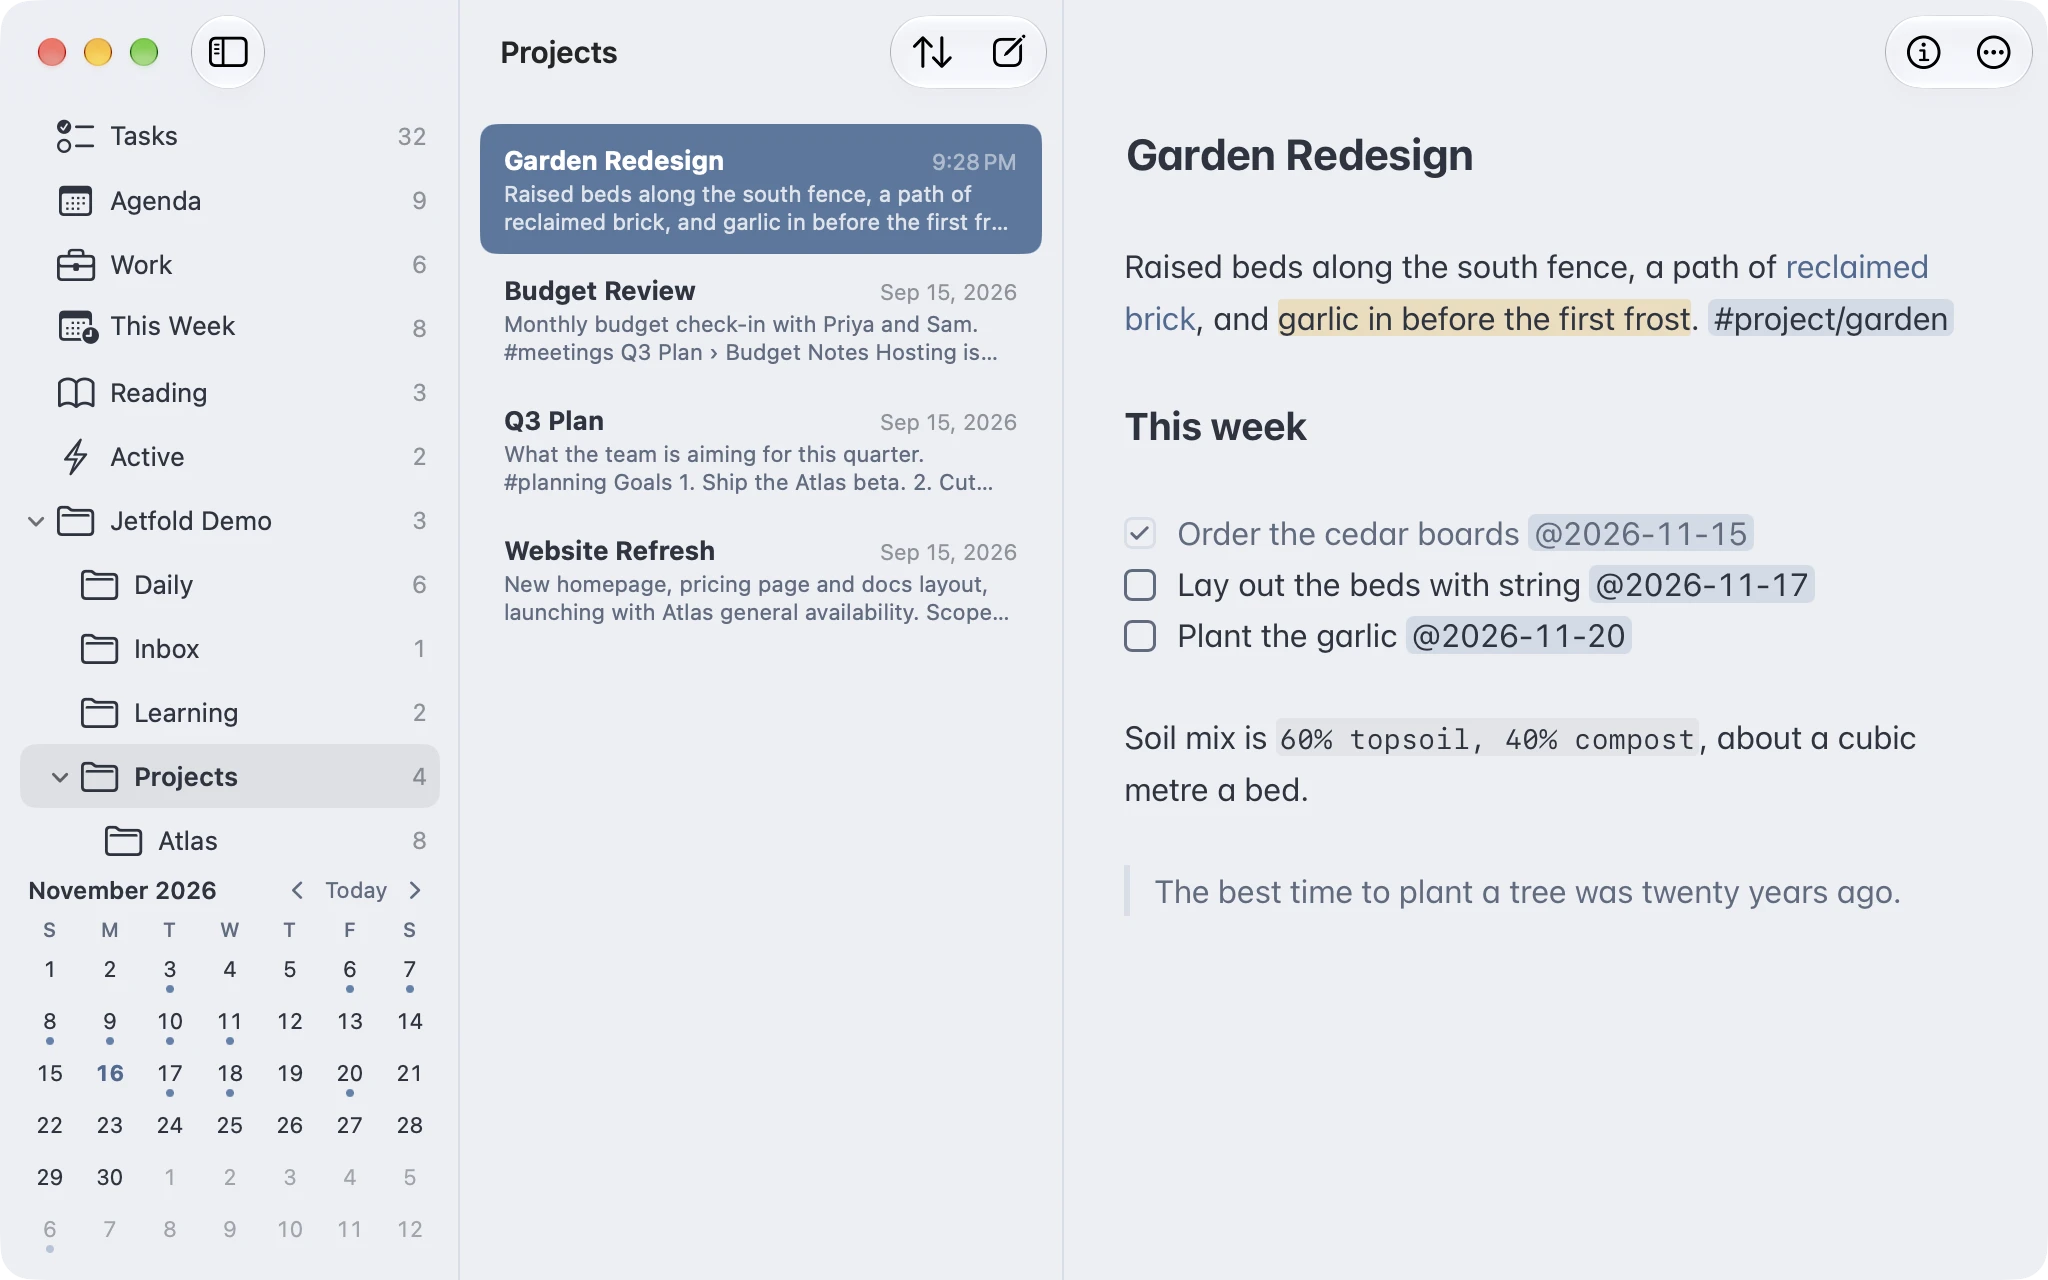 Tasks 32
Agenda 9
Work 6
This Week 8
Reading 3
Active 2
Jetfold Demo 3
Daily 6
Inbox 1
Learning 2
Projects 4
Atlas 8
November 2026 Today
S M T W T F S
1 2 3 4 5 6 7
8 9 10 11 12 13 14
15 16 17 18 19 20 21
22 23 24 25 26 27 28
29 30 1 2 3 4 5
6 7 8 9 10 11 12
Projects
Garden Redesign 9:28 PM
Raised beds along the south fence, a path of
reclaimed brick, and garlic in before the first fr...
Budget Review Sep 15, 2026
Monthly budget check-in with Priya and Sam.
#meetings Q3 Plan › Budget Notes Hosting is...
Q3 Plan Sep 15, 2026
What the team is aiming for this quarter.
#planning Goals 1. Ship the Atlas beta. 2. Cut...
Website Refresh Sep 15, 2026
New homepage, pricing page and docs layout,
launching with Atlas general availability. Scope...
Garden Redesign
Raised beds along the south fence, a path of reclaimed
brick, and garlic in before the first frost. #project/garden
This week
Order the cedar boards @2026-11-15
Lay out the beds with string @2026-11-17
Plant the garlic @2026-11-20
Soil mix is 60% topsoil, 40% compost, about a cubic
metre a bed.
The best time to plant a tree was twenty years ago.